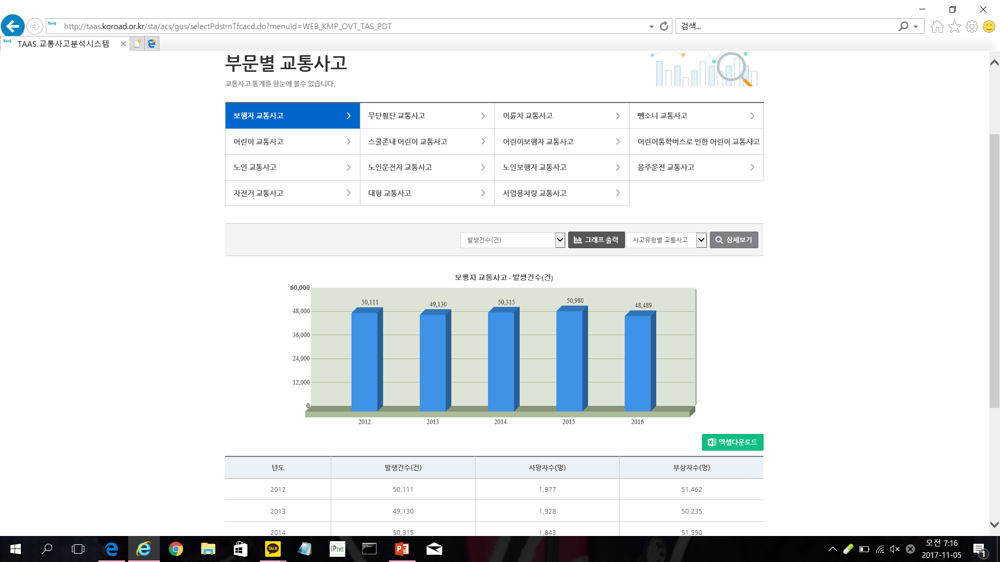 http://taas.koroad.or.kr/sta/acs/gus/selectPdstrnTfcacd.do?menuId=WEB_KMP_OVT_TAS_PDT
검색...
TAAS 교통사고분석시스템
부문별 교통사고
교통사고 통계를 한눈에 볼수 있습니다.
보행자 교통사고
무단횡단 교통사고
이륜차 교통사고
뺑소니 교통사고
어린이 교통사고
스쿨존내 어린이 교통사고
어린이보행자 교통사고
어린이통학버스로 인한 어린이 교통사고
노인 교통사고
노인운전자 교통사고
노인보행자 교통사고
음주운전 교통사고
자전거 교통사고
대형 교통사고
사업용차량 교통사고
발생건수(건)
그래프 출력
사고유형별 교통사고
상세보기
보행자 교통사고 - 발생건수(건)
60,000
48,000
36,000
24,000
12,000
0
50,111
49,130
50,315
50,980
48,489
2012
2013
2014
2015
2016
엑셀다운로드
년도 발생건수(건) 사망자수(명) 부상자수(명)
2012 50,111 1,977 51,462
2013 49,130 1,928 50,235
2014 50,315 1,843 51,590
TALK
IP[y]:
오전 7:16
2017-11-05
1